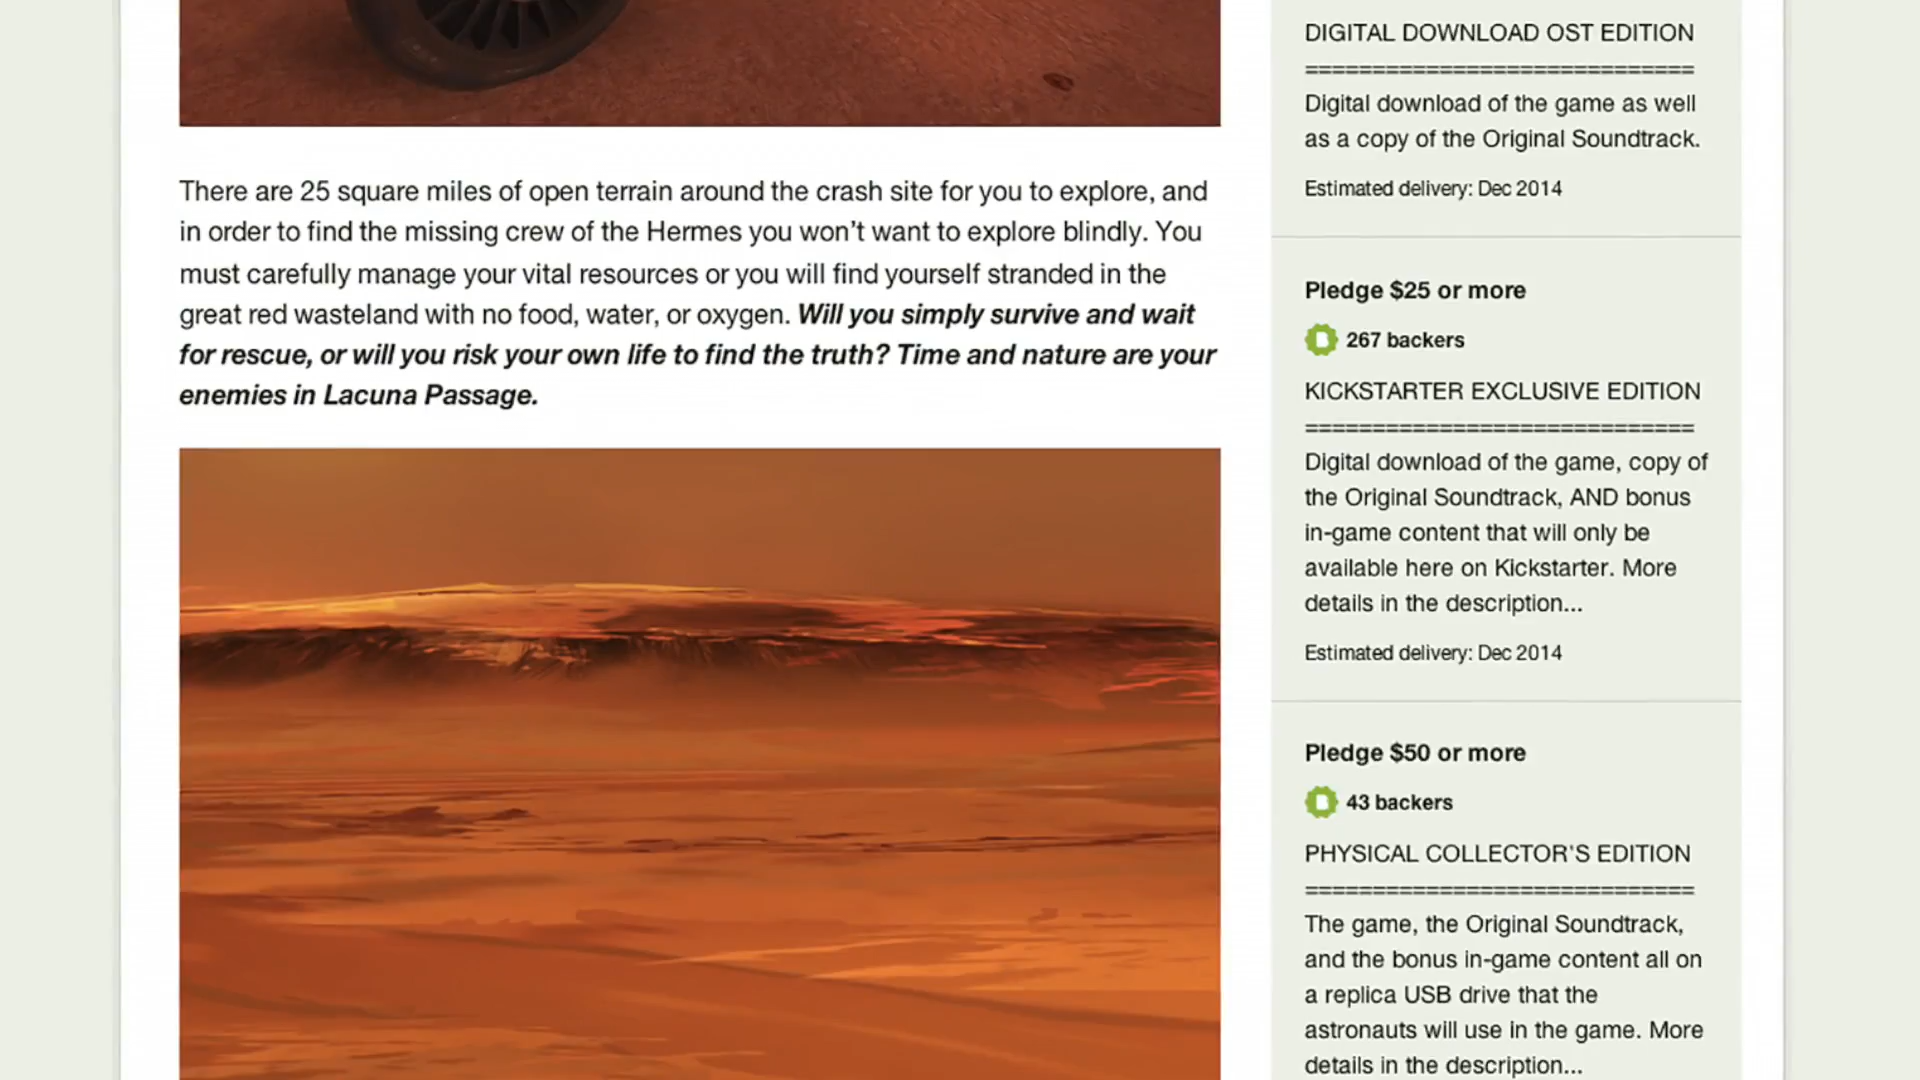 There are 25 square miles of open terrain around the crash site for you to explore, and
in order to find the missing crew of the Hermes you won’t want to explore blindly. You
must carefully manage your vital resources or you will find yourself stranded in the
great red wasteland with no food, water, or oxygen. Will you simply survive and wait
for rescue, or will you risk your own life to find the truth? Time and nature are your
enemies in Lacuna Passage.
DIGITAL DOWNLOAD OST EDITION
=============================
Digital download of the game as well
as a copy of the Original Soundtrack.
Estimated delivery: Dec 2014
Pledge $25 or more
267 backers
KICKSTARTER EXCLUSIVE EDITION
=============================
Digital download of the game, copy of
the Original Soundtrack, AND bonus
in-game content that will only be
available here on Kickstarter. More
details in the description...
Estimated delivery: Dec 2014
Pledge $50 or more
43 backers
PHYSICAL COLLECTOR'S EDITION
=============================
The game, the Original Soundtrack,
and the bonus in-game content all on
a replica USB drive that the
astronauts will use in the game. More
details in the description...